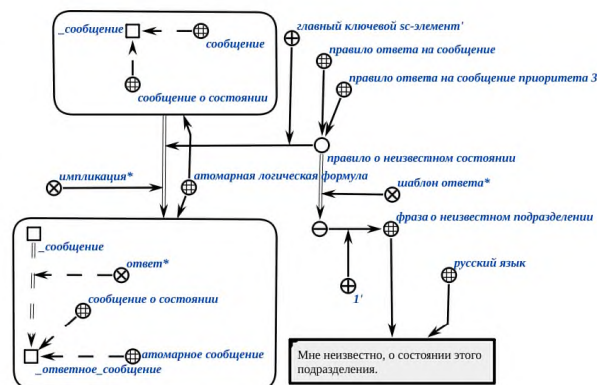 _сообщение
сообщение
сообщение о состоянии
главный ключевой sc-элемент'
правило ответа на сообщение
правило ответа на сообщение приоритета 3
правило о неизвестном состоянии
импликация*
атомарная логическая формула
шаблон ответа*
фраза о неизвестном подразделении
_сообщение
ответ*
сообщение о состоянии
атомарное сообщение
_ответное_сообщение
1'
русский язык
Мне неизвестно, о состоянии этого
подразделения.